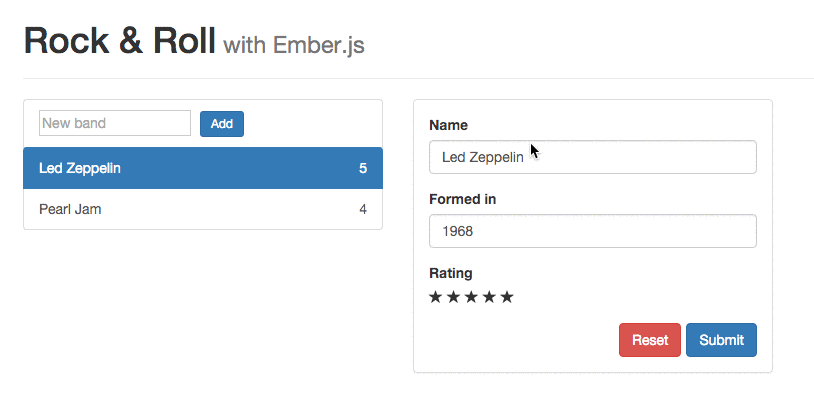 Rock & Roll with Ember.js
New band Add
Led Zeppelin 5
Pearl Jam 4
Name
Led Zeppelin
Formed in
1968
Rating
★ ★ ★ ★ ★
Reset Submit